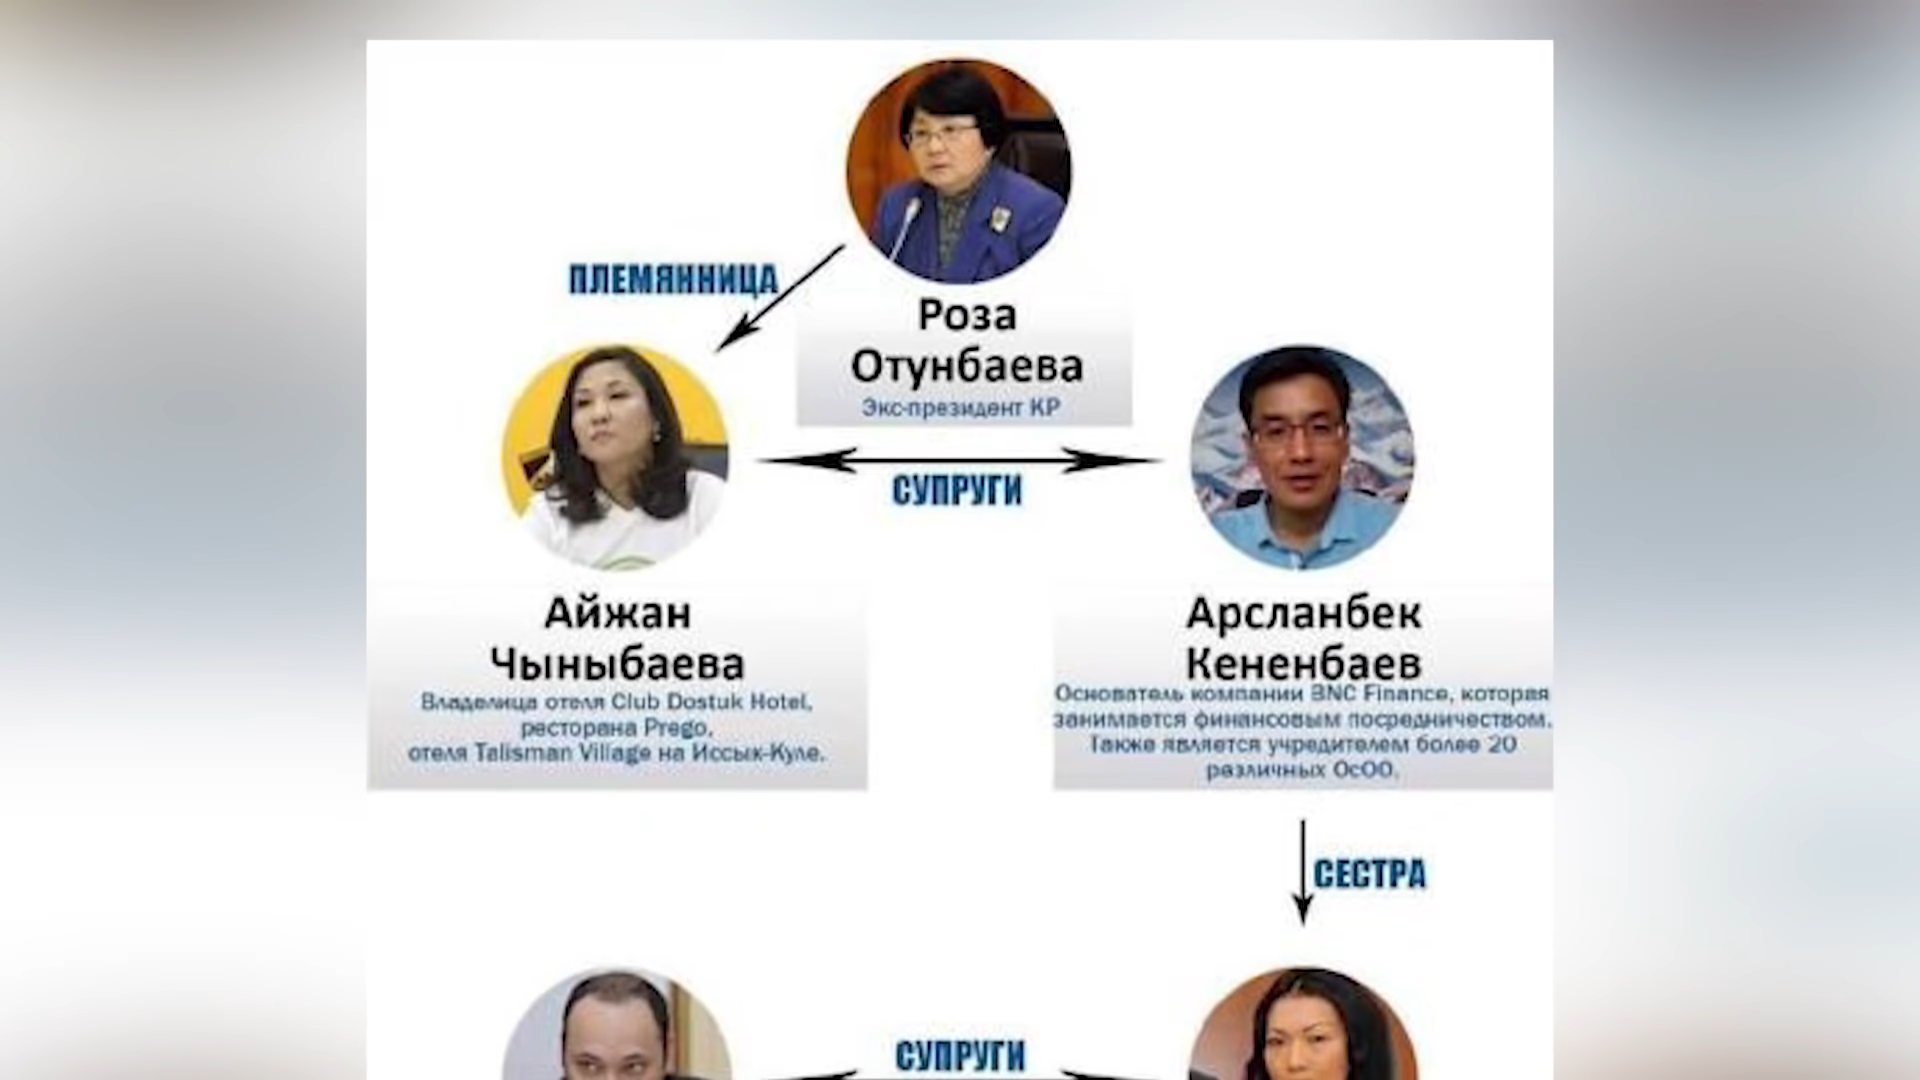 ПЛЕМЯННИЦА
Роза
Отунбаева
Экс-президент КР
СУПРУГИ
Айжан
Чыныбаева
Владелица отеля Club Dostuk Hotel,
ресторана Prego,
отеля Talisman Village на Иссык-Куле.
Арсланбек
Кененбаев
Основатель компании BNC Finance, которая
занимается финансовым посредничеством.
Также является учредителем более 20
различных ОсОО.
СЕСТРА
СУПРУГИ